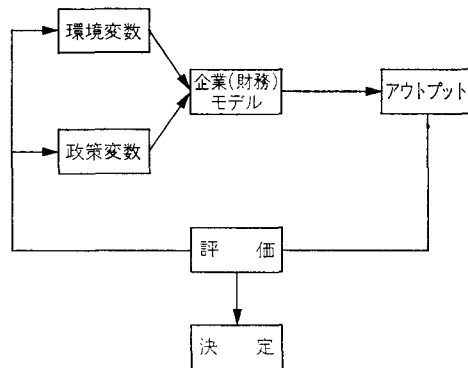 環境変数
政策変数
企業(財務)
モデル
アウトプット
評 価
決 定